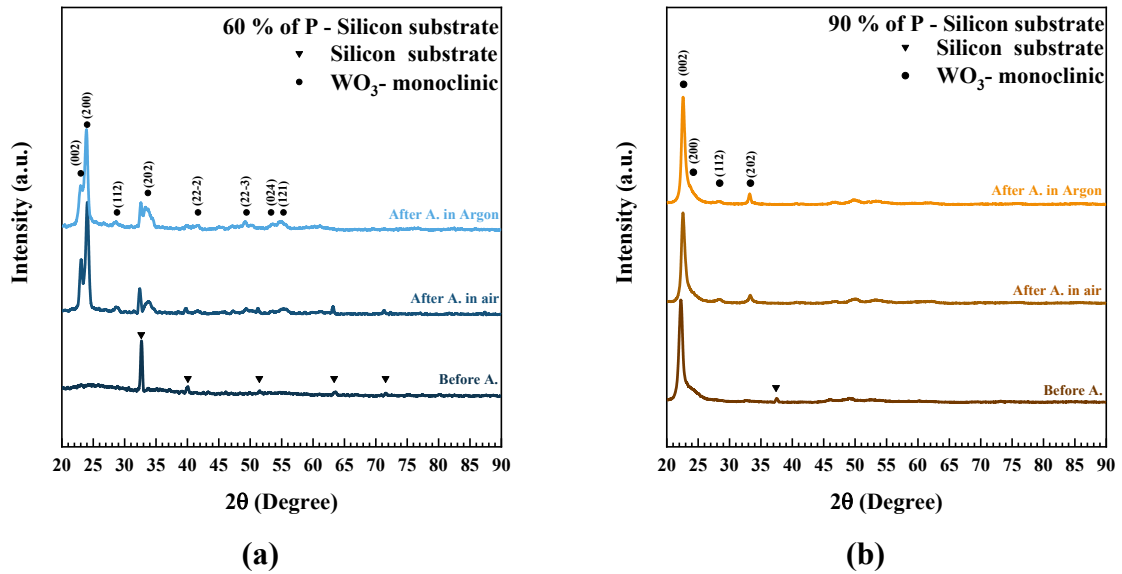 60 % of P - Silicon substrate
▼ Silicon substrate
● WO₃- monoclinic
(002)
(200)
(112)
(202)
(22-2)
(22-3)
(024)
(121)
After A. in Argon
After A. in air
Before A.
Intensity (a.u.)
20 25 30 35 40 45 50 55 60 65 70 75 80 85 90
2θ (Degree)
(a)
90 % of P - Silicon substrate
▼ Silicon substrate
● WO₃- monoclinic
(002)
(200)
(112)
(202)
After A. in Argon
After A. in air
Before A.
Intensity (a.u.)
20 25 30 35 40 45 50 55 60 65 70 75 80 85 90
2θ (Degree)
(b)